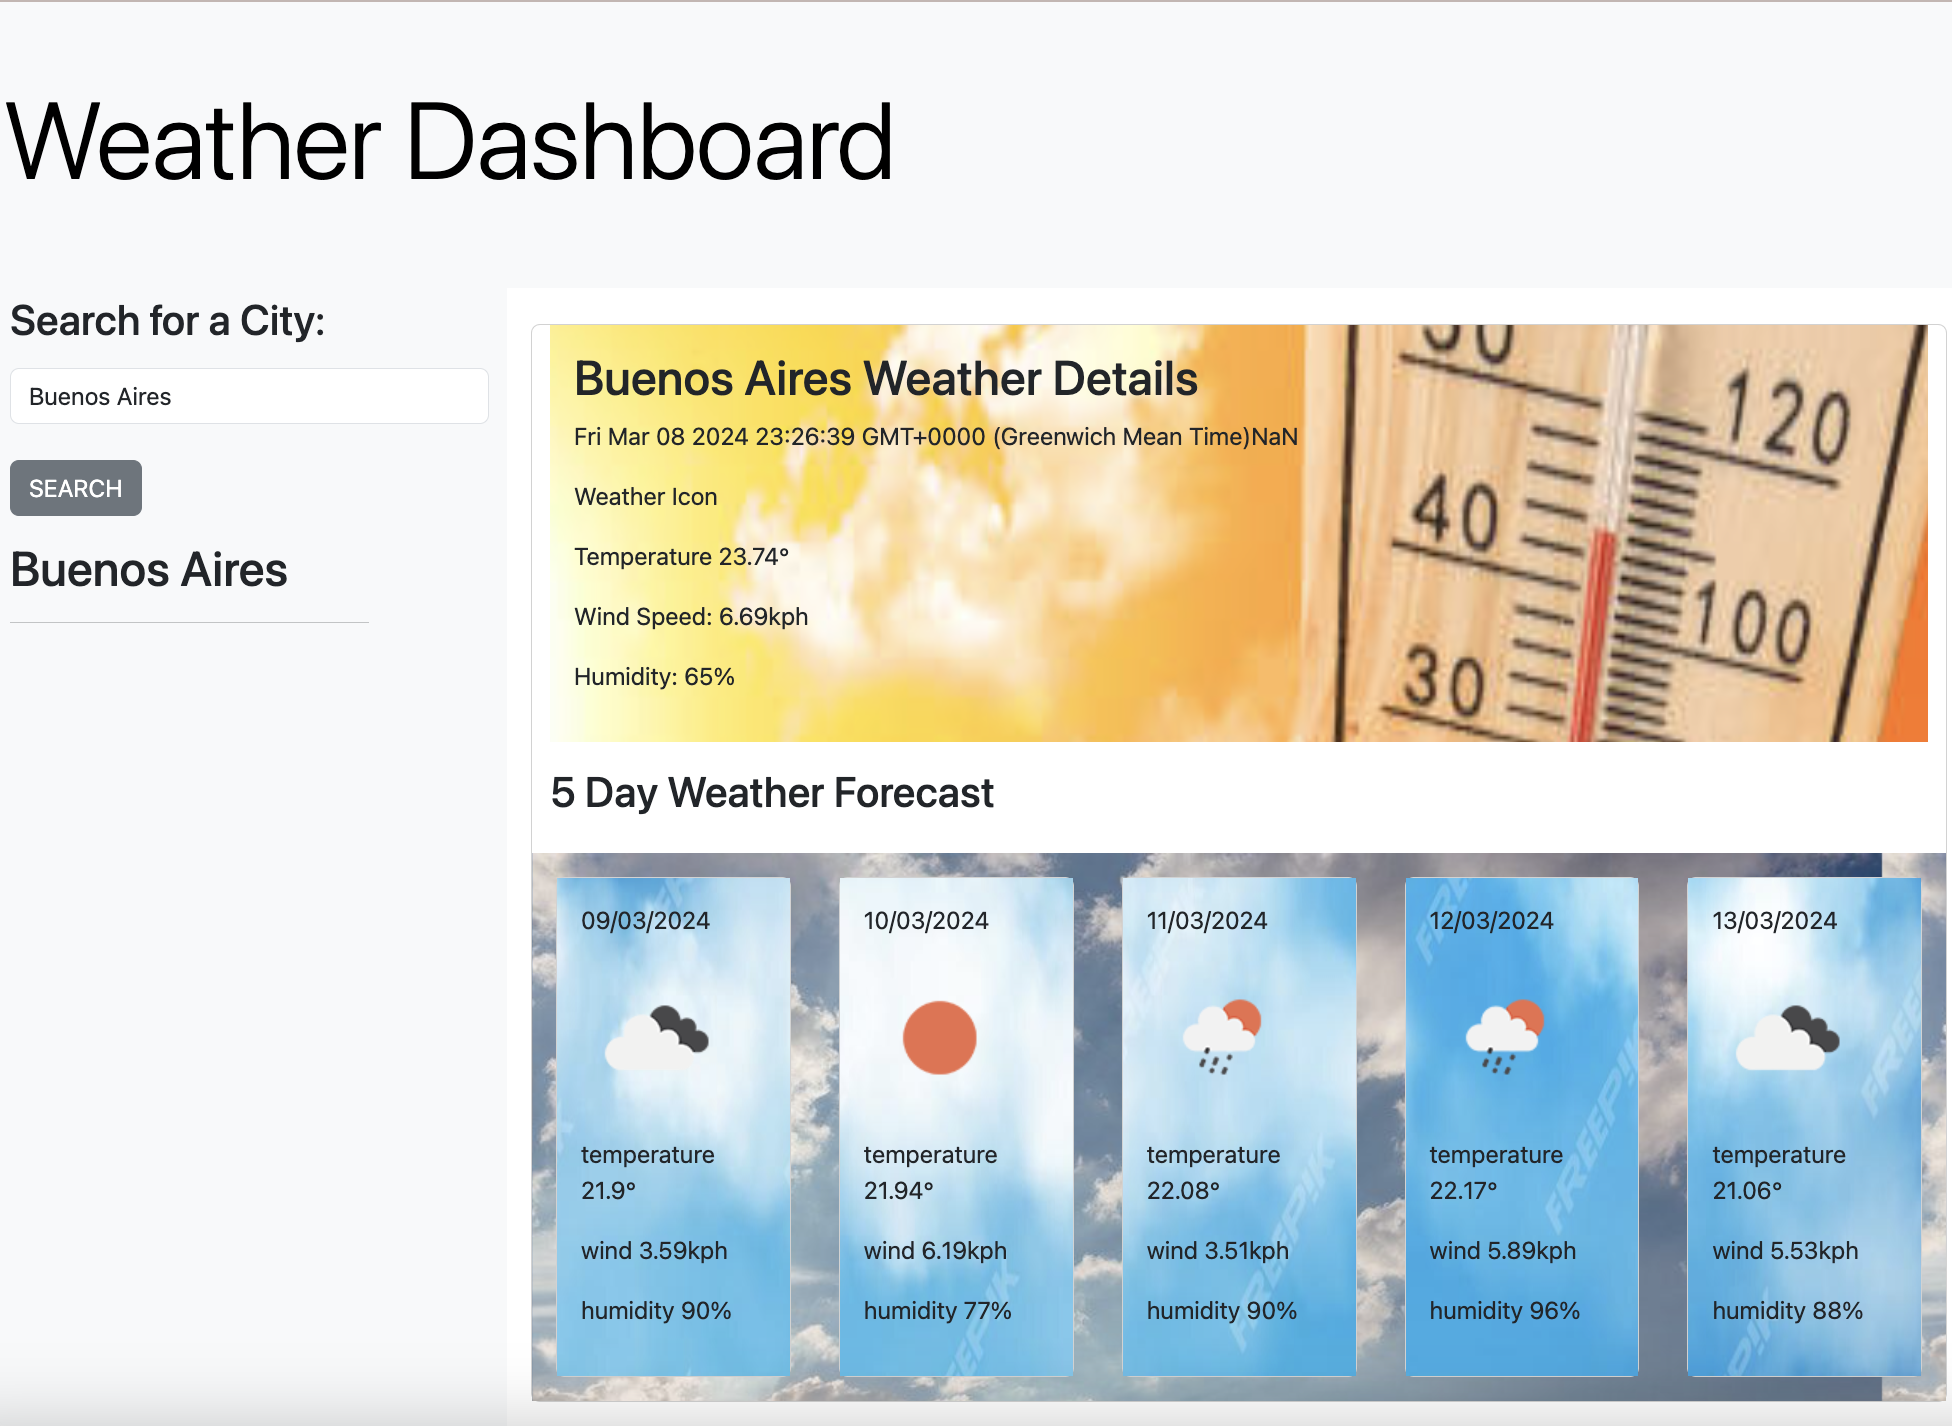 Weather Dashboard
Search for a City:
Buenos Aires
SEARCH
Buenos Aires
Buenos Aires Weather Details
Fri Mar 08 2024 23:26:39 GMT+0000 (Greenwich Mean Time)NaN
Weather Icon
Temperature 23.74°
Wind Speed: 6.69kph
Humidity: 65%
50
120
40
100
30
5 Day Weather Forecast
09/03/2024
temperature
21.9°
wind 3.59kph
humidity 90%
10/03/2024
temperature
21.94°
wind 6.19kph
humidity 77%
11/03/2024
temperature
22.08°
wind 3.51kph
humidity 90%
FREEPIK
12/03/2024
temperature
22.17°
wind 5.89kph
humidity 96%
FREEPIK
13/03/2024
temperature
21.06°
wind 5.53kph
humidity 88%